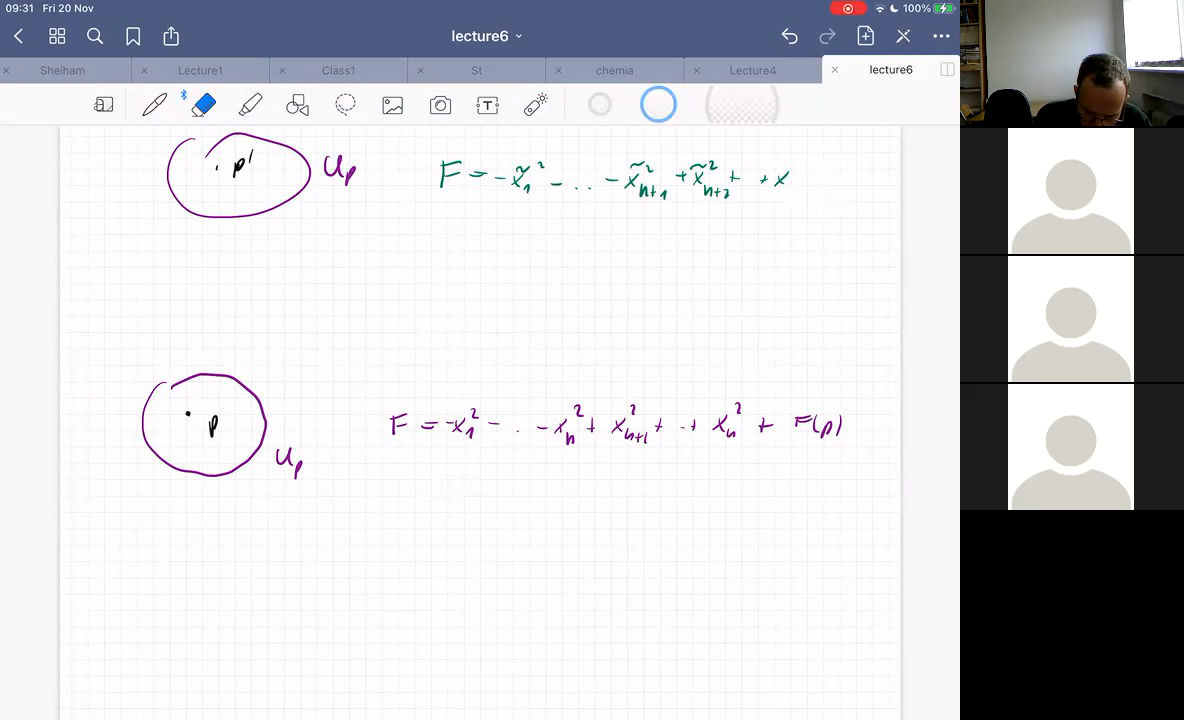 09:31 Fri 20 Nov
100%
lecture6
Sheiham
Lecture1
Class1
St
chemia
Lecture4
lecture6
p'
U_p
F = -x̃_1^2 - .. - x̃_{h+1}^2 + x̃_{h+2}^2 + + x
p
U_p
F = -x_1^2 - .. - x_h^2 + x_{h+1}^2 + .. + x_n^2 + F(p)